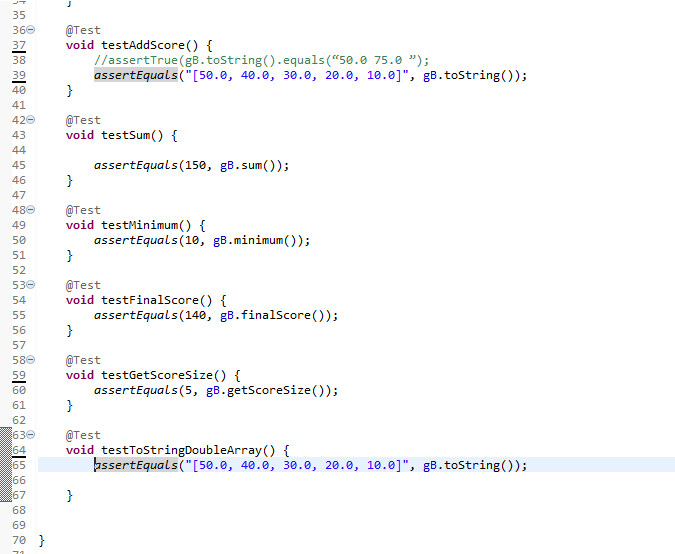 34 }
35
36 @Test
37 void testAddScore() {
38 //assertTrue(gB.toString().equals(“50.0 75.0 ”);
39 assertEquals("[50.0, 40.0, 30.0, 20.0, 10.0]", gB.toString());
40 }
41
42 @Test
43 void testSum() {
44
45 assertEquals(150, gB.sum());
46 }
47
48 @Test
49 void testMinimum() {
50 assertEquals(10, gB.minimum());
51 }
52
53 @Test
54 void testFinalScore() {
55 assertEquals(140, gB.finalScore());
56 }
57
58 @Test
59 void testGetScoreSize() {
60 assertEquals(5, gB.getScoreSize());
61 }
62
63 @Test
64 void testToStringDoubleArray() {
65 assertEquals("[50.0, 40.0, 30.0, 20.0, 10.0]", gB.toString());
66
67 }
68
69
70 }
71